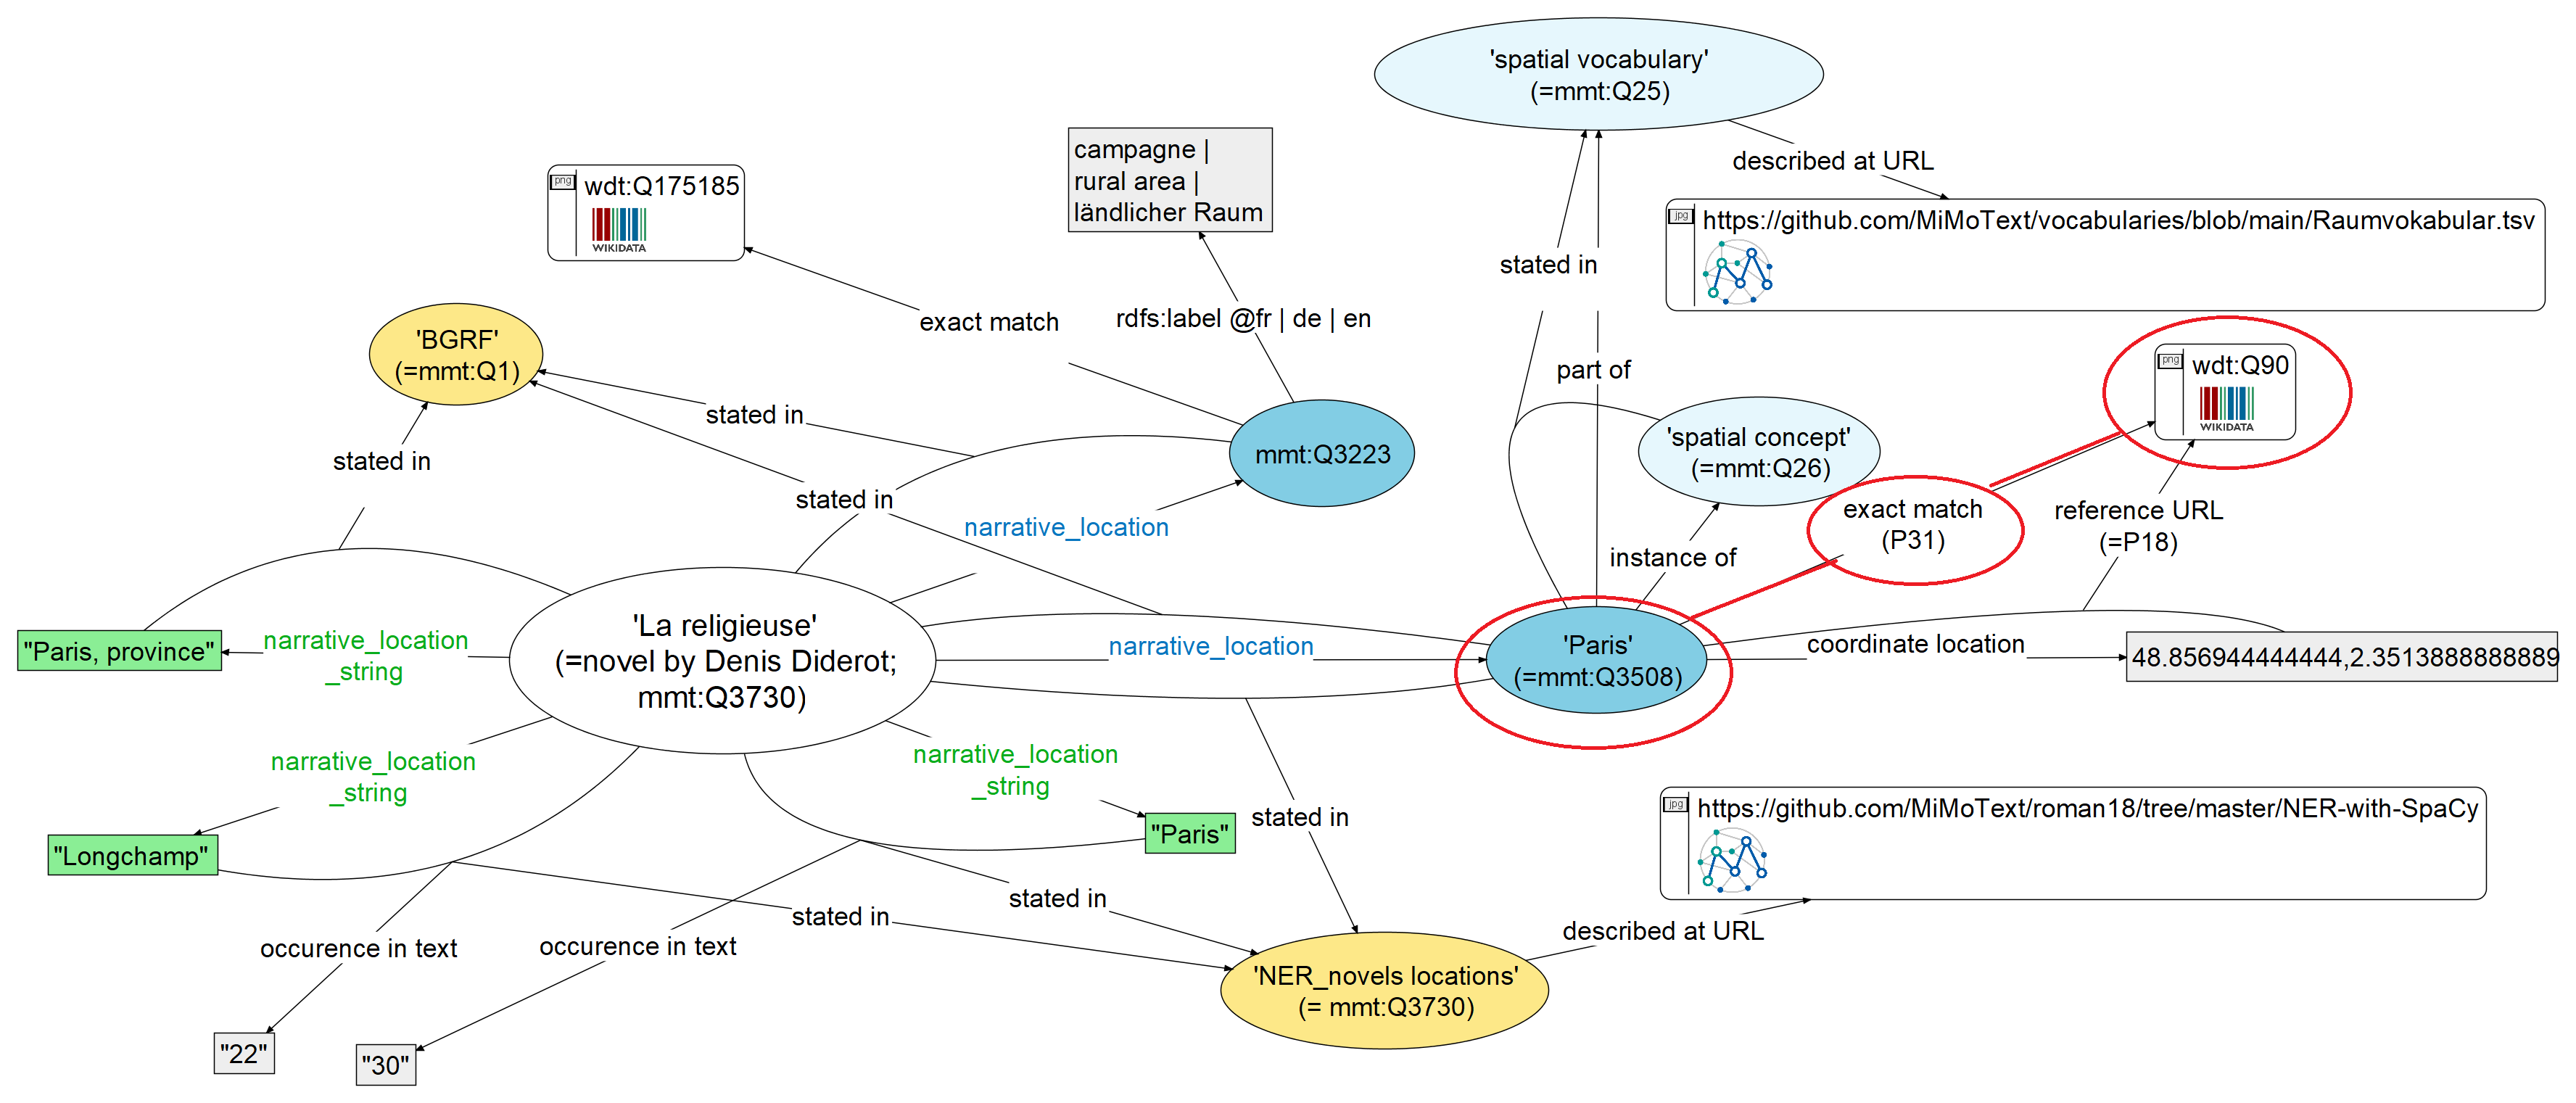 'spatial vocabulary'
(=mmt:Q25)
described at URL
jpg
https://github.com/MiMoText/vocabularies/blob/main/Raumvokabular.tsv
campagne |
rural area |
ländlicher Raum
png
wdt:Q175185
WIKIDATA
stated in
exact match
rdfs:label @fr | de | en
'BGRF'
(=mmt:Q1)
part of
png
wdt:Q90
WIKIDATA
stated in
stated in
mmt:Q3223
'spatial concept'
(=mmt:Q26)
stated in
narrative_location
exact match
(P31)
reference URL
(=P18)
instance of
"Paris, province"
narrative_location
_string
'La religieuse'
(=novel by Denis Diderot;
mmt:Q3730)
narrative_location
'Paris'
(=mmt:Q3508)
coordinate location
48.856944444444,2.3513888888889
narrative_location
_string
narrative_location
_string
"Longchamp"
"Paris"
stated in
jpg
https://github.com/MiMoText/roman18/tree/master/NER-with-SpaCy
stated in
stated in
described at URL
occurence in text
occurence in text
'NER_novels locations'
(= mmt:Q3730)
"22"
"30"